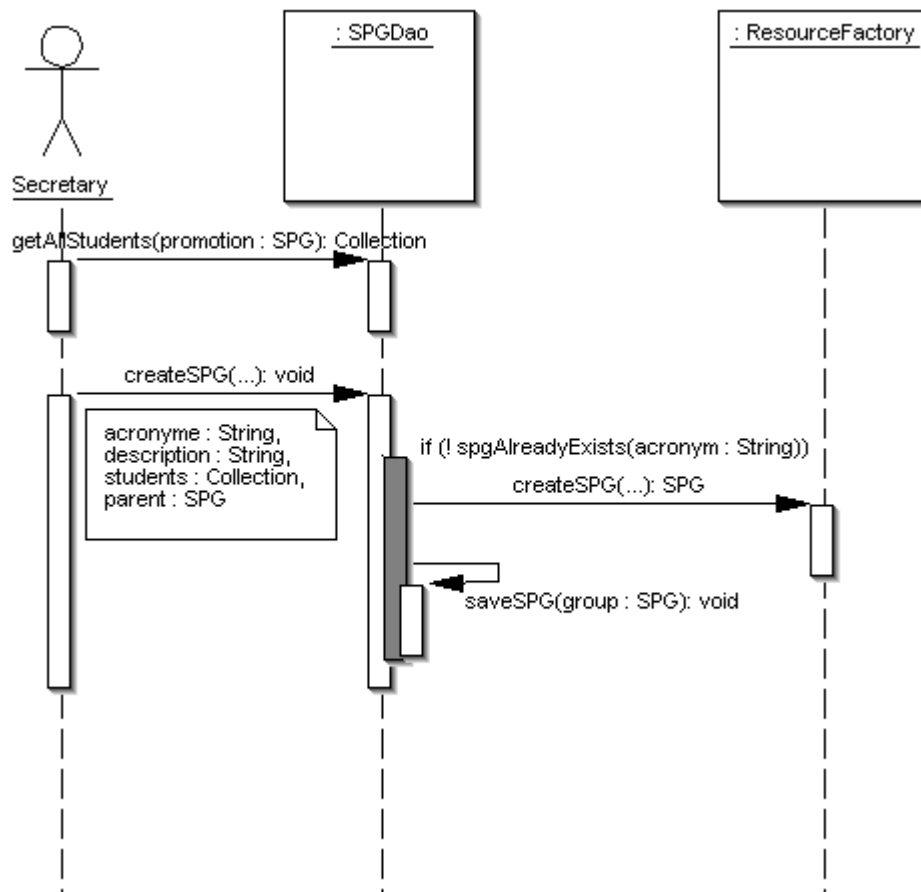 : SPGDao
: ResourceFactory
Secretary
getAllStudents(promotion : SPG): Collection
createSPG(...): void
acronyme : String,
description : String,
students : Collection,
parent : SPG
if (! spgAlreadyExists(acronym : String))
createSPG(...): SPG
saveSPG(group : SPG): void